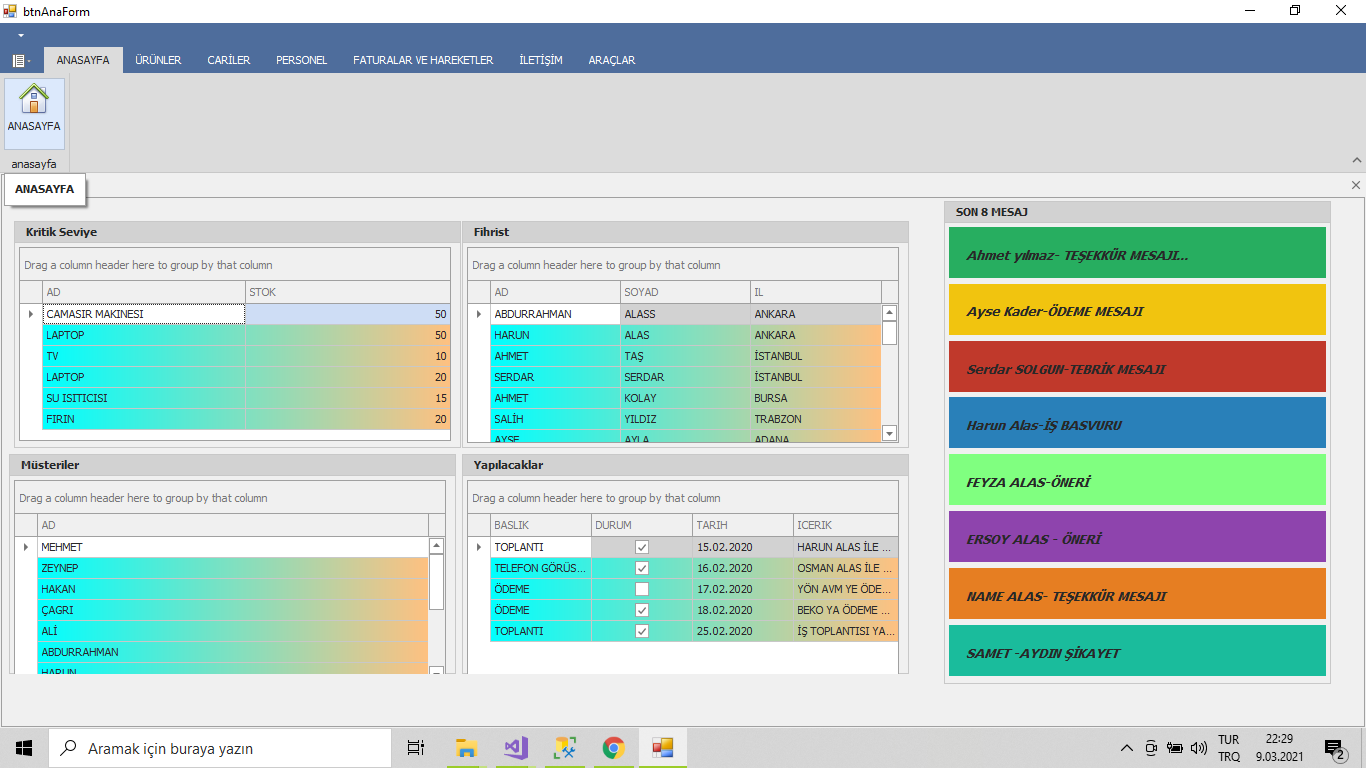 btnAnaForm
ANASAYFA ÜRÜNLER CARİLER PERSONEL FATURALAR VE HAREKETLER İLETİŞİM ARAÇLAR
ANASAYFA
anasayfa
ANASAYFA
Kritik Seviye
Drag a column header here to group by that column
AD STOK
CAMASIR MAKINESI 50
LAPTOP 50
TV 10
LAPTOP 20
SU ISITICISI 15
FIRIN 20
Fihrist
Drag a column header here to group by that column
AD SOYAD IL
ABDURRAHMAN ALASS ANKARA
HARUN ALAS ANKARA
AHMET TAŞ İSTANBUL
SERDAR SERDAR İSTANBUL
AHMET KOLAY BURSA
SALİH YILDIZ TRABZON
AYSE AYLA ADANA
Müsteriler
Drag a column header here to group by that column
AD
MEHMET
ZEYNEP
HAKAN
ÇAGRI
ALİ
ABDURRAHMAN
HARUN
Yapılacaklar
Drag a column header here to group by that column
BASLIK DURUM TARIH ICERIK
TOPLANTI 15.02.2020 HARUN ALAS İLE ...
TELEFON GÖRÜS... 16.02.2020 OSMAN ALAS İLE ...
ÖDEME 17.02.2020 YÖN AVM YE ÖDE...
ÖDEME 18.02.2020 BEKO YA ÖDEME ...
TOPLANTI 25.02.2020 İŞ TOPLANTISI YA...
SON 8 MESAJ
Ahmet yılmaz- TEŞEKKÜR MESAJI...
Ayse Kader-ÖDEME MESAJI
Serdar SOLGUN-TEBRİK MESAJI
Harun Alas-İŞ BASVURU
FEYZA ALAS-ÖNERİ
ERSOY ALAS - ÖNERİ
NAME ALAS- TEŞEKKÜR MESAJI
SAMET -AYDIN ŞİKAYET
Aramak için buraya yazın
TUR 22:29
TRQ 9.03.2021
2